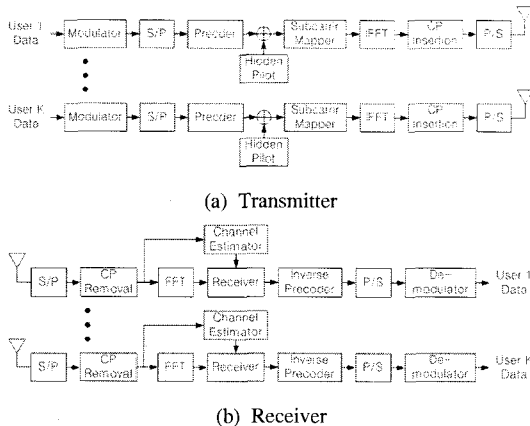 User 1
Data
Modulator
S/P
Precoder
Hidden
Pilot
Subcarrier
Mapper
IFFT
CP
Insertion
P/S
User K
Data
Modulator
S/P
Precoder
Hidden
Pilot
Subcarrier
Mapper
IFFT
CP
Insertion
P/S
(a) Transmitter
Channel
Estimator
S/P
CP
Removal
FFT
Receiver
Inverse
Precoder
P/S
De-
modulator
User 1
Data
Channel
Estimator
S/P
CP
Removal
FFT
Receiver
Inverse
Precoder
P/S
De-
modulator
User K
Data
(b) Receiver